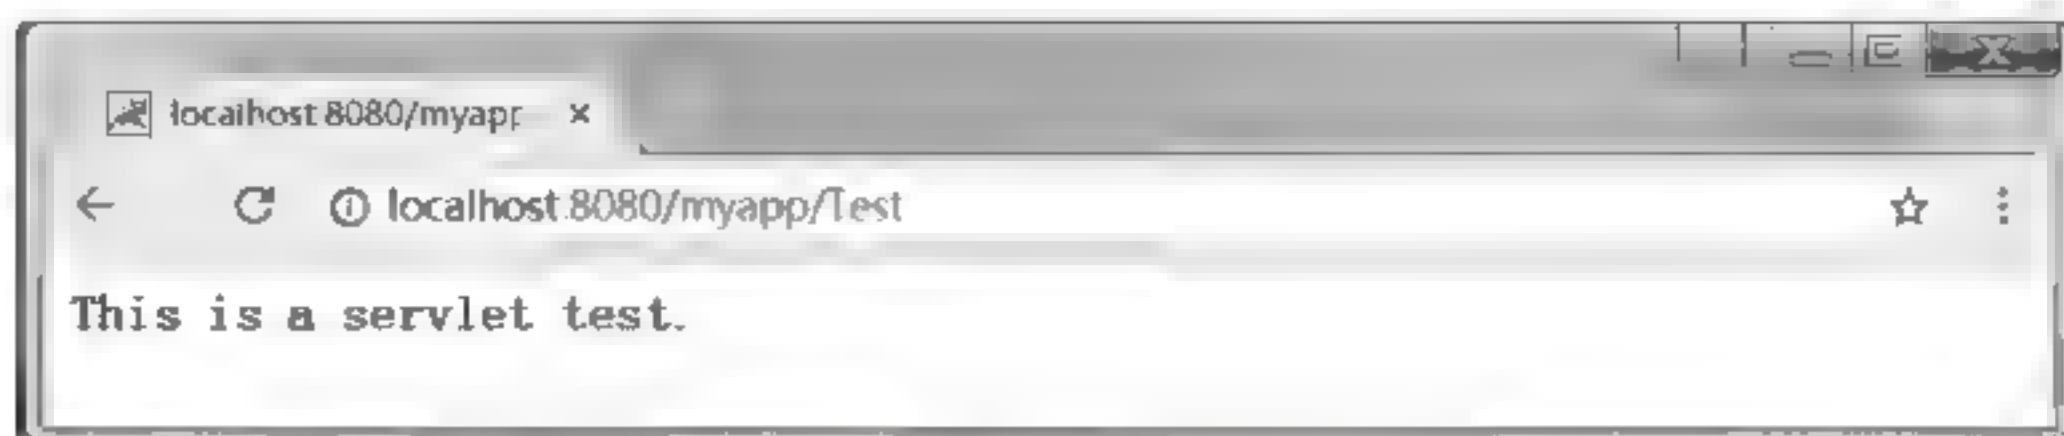 localhost:8080/myapp
localhost:8080/myapp/Test
This is a servlet test.